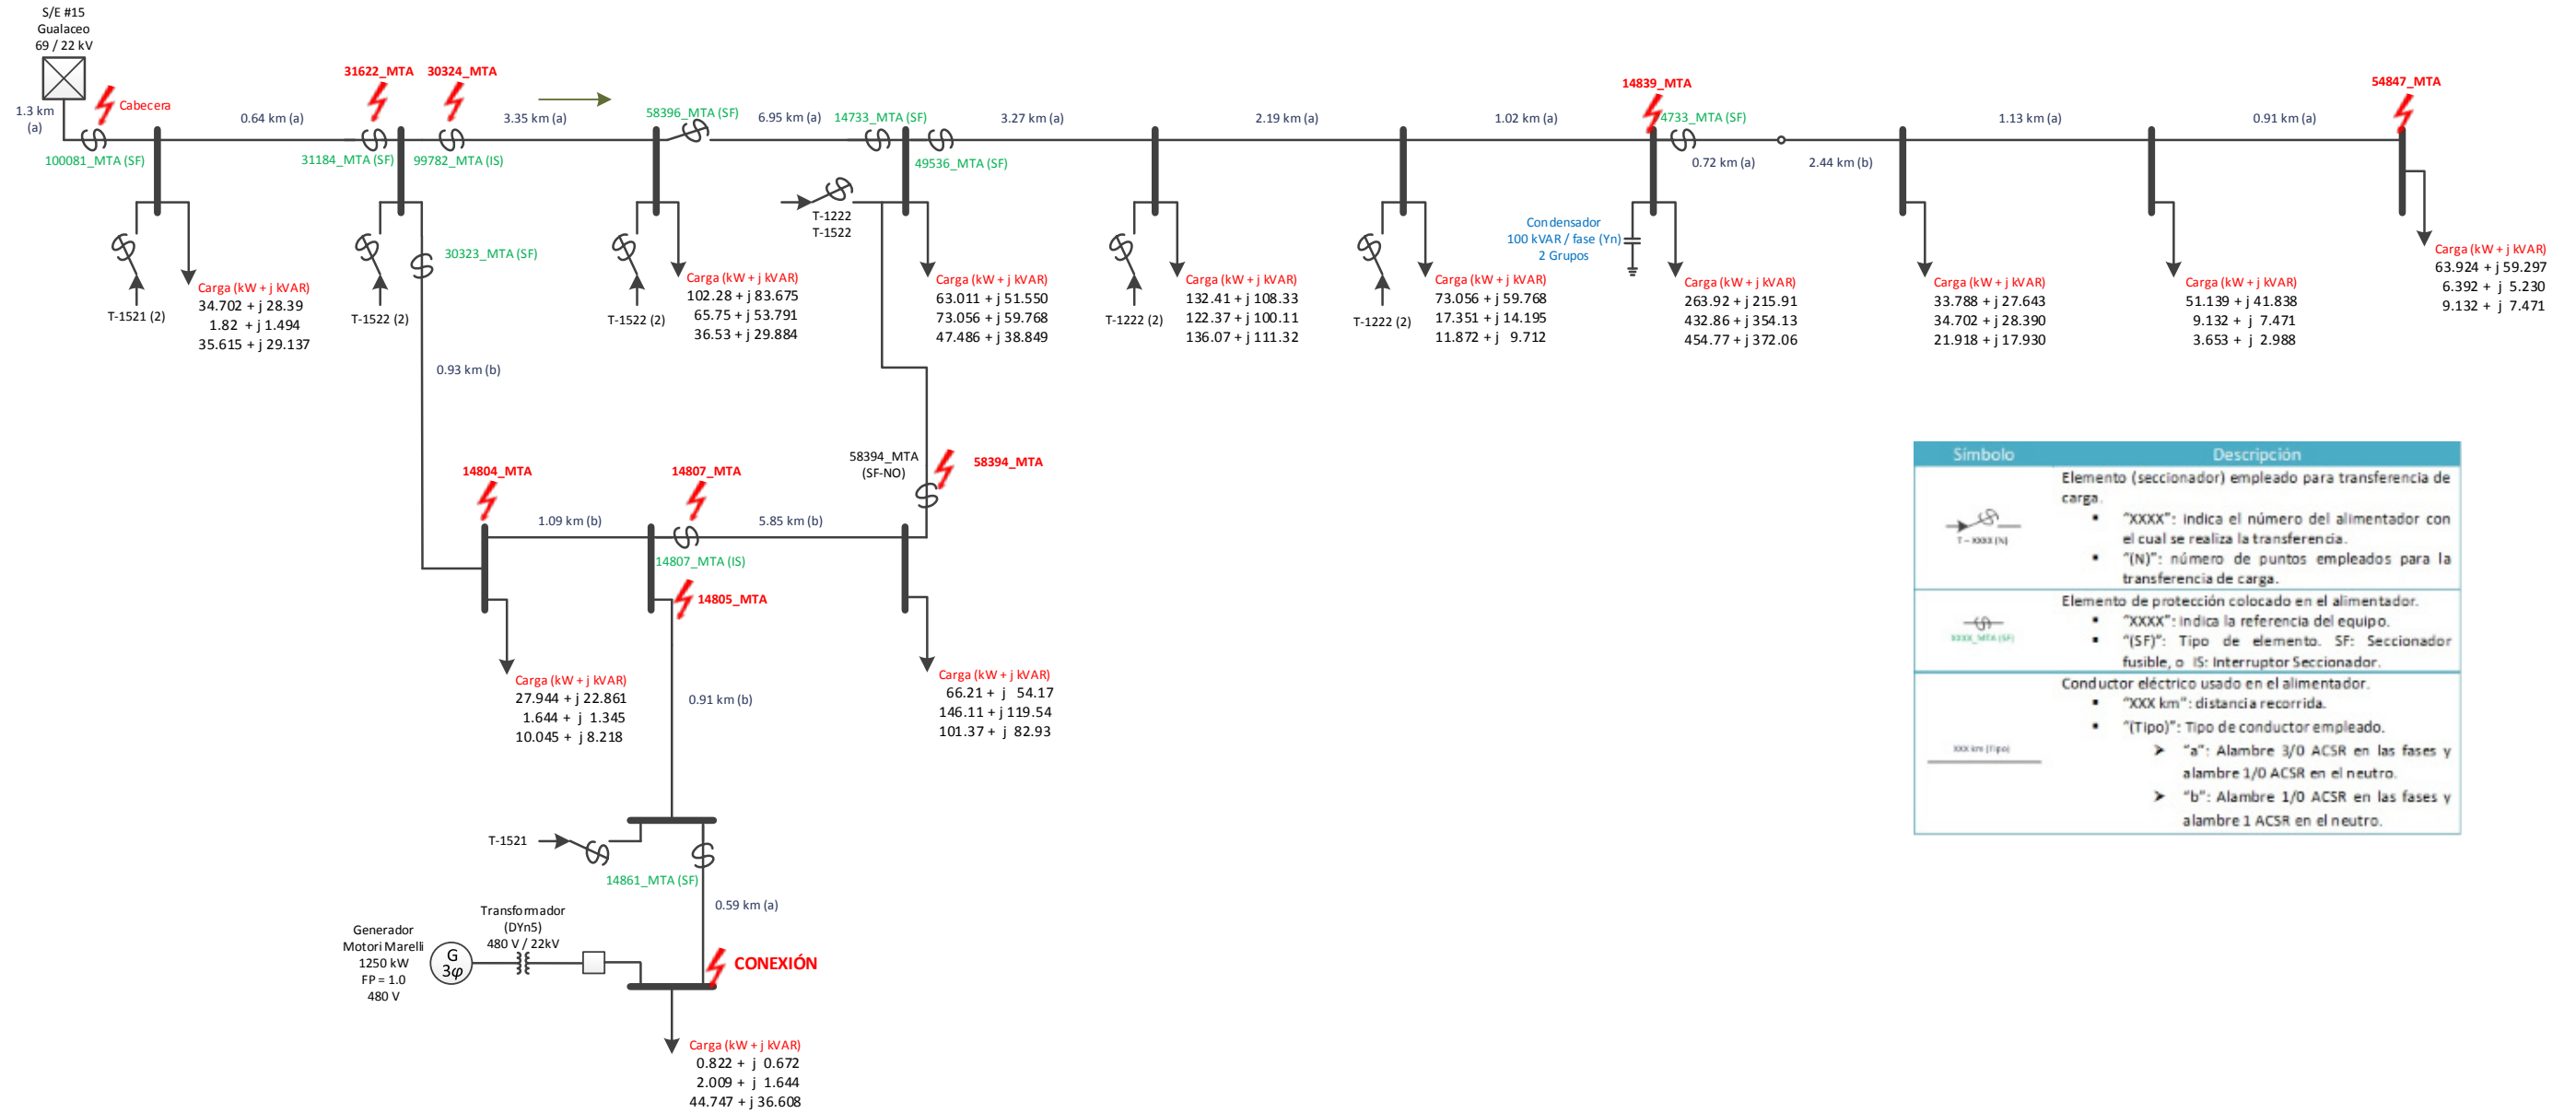 S/E #15
Gualaceo
69 / 22 kV
1.3 km
(a)
Cabecera
100081_MTA (SF)
0.64 km (a)
31622_MTA
30324_MTA
31184_MTA (SF)
99782_MTA (IS)
3.35 km (a)
58396_MTA (SF)
6.95 km (a)
14733_MTA (SF)
49536_MTA (SF)
3.27 km (a)
2.19 km (a)
1.02 km (a)
14839_MTA
4733_MTA (SF)
0.72 km (a)
2.44 km (b)
1.13 km (a)
0.91 km (a)
54847_MTA
T-1521 (2)
Carga (kW + j kVAR)
34.702 + j 28.39
1.82 + j 1.494
35.615 + j 29.137
T-1522 (2)
30323_MTA (SF)
0.93 km (b)
T-1522 (2)
Carga (kW + j kVAR)
102.28 + j 83.675
65.75 + j 53.791
36.53 + j 29.884
T-1222
T-1522
Carga (kW + j kVAR)
63.011 + j 51.550
73.056 + j 59.768
47.486 + j 38.849
T-1222 (2)
Carga (kW + j kVAR)
132.41 + j 108.33
122.37 + j 100.11
136.07 + j 111.32
T-1222 (2)
Carga (kW + j kVAR)
73.056 + j 59.768
17.351 + j 14.195
11.872 + j 9.712
Condensador
100 kVAR / fase (Yn)
2 Grupos
Carga (kW + j kVAR)
263.92 + j 215.91
432.86 + j 354.13
454.77 + j 372.06
Carga (kW + j kVAR)
33.788 + j 27.643
34.702 + j 28.390
21.918 + j 17.930
Carga (kW + j kVAR)
51.139 + j 41.838
9.132 + j 7.471
3.653 + j 2.988
Carga (kW + j kVAR)
63.924 + j 59.297
6.392 + j 5.230
9.132 + j 7.471
14804_MTA
1.09 km (b)
14807_MTA
5.85 km (b)
14807_MTA (IS)
14805_MTA
58394_MTA
(SF-NO)
58394_MTA
Carga (kW + j kVAR)
27.944 + j 22.861
1.644 + j 1.345
10.045 + j 8.218
0.91 km (b)
Carga (kW + j kVAR)
66.21 + j 54.17
146.11 + j 119.54
101.37 + j 82.93
T-1521
14861_MTA (SF)
0.59 km (a)
Generador
Motori Marelli
1250 kW
FP = 1.0
480 V
G
3φ
Transformador
(DYn5)
480 V / 22kV
CONEXIÓN
Carga (kW + j kVAR)
0.822 + j 0.672
2.009 + j 1.644
44.747 + j 36.608
Símbolo
Descripción
T – XXXX (N)
Elemento (seccionador) empleado para transferencia de
carga.
▪ "XXXX": indica el número del alimentador con
el cual se realiza la transferencia.
▪ "(N)": número de puntos empleados para la
transferencia de carga.
XXXX_MTA (SF)
Elemento de protección colocado en el alimentador.
▪ "XXXX": indica la referencia del equipo.
▪ "(SF)": Tipo de elemento. SF: Seccionador
fusible, o IS: Interruptor Seccionador.
XXX km (Tipo)
Conductor eléctrico usado en el alimentador.
▪ "XXX km": distancia recorrida.
▪ "(Tipo)": Tipo de conductor empleado.
➢ "a": Alambre 3/0 ACSR en las fases y
alambre 1/0 ACSR en el neutro.
➢ "b": Alambre 1/0 ACSR en las fases y
alambre 1 ACSR en el neutro.